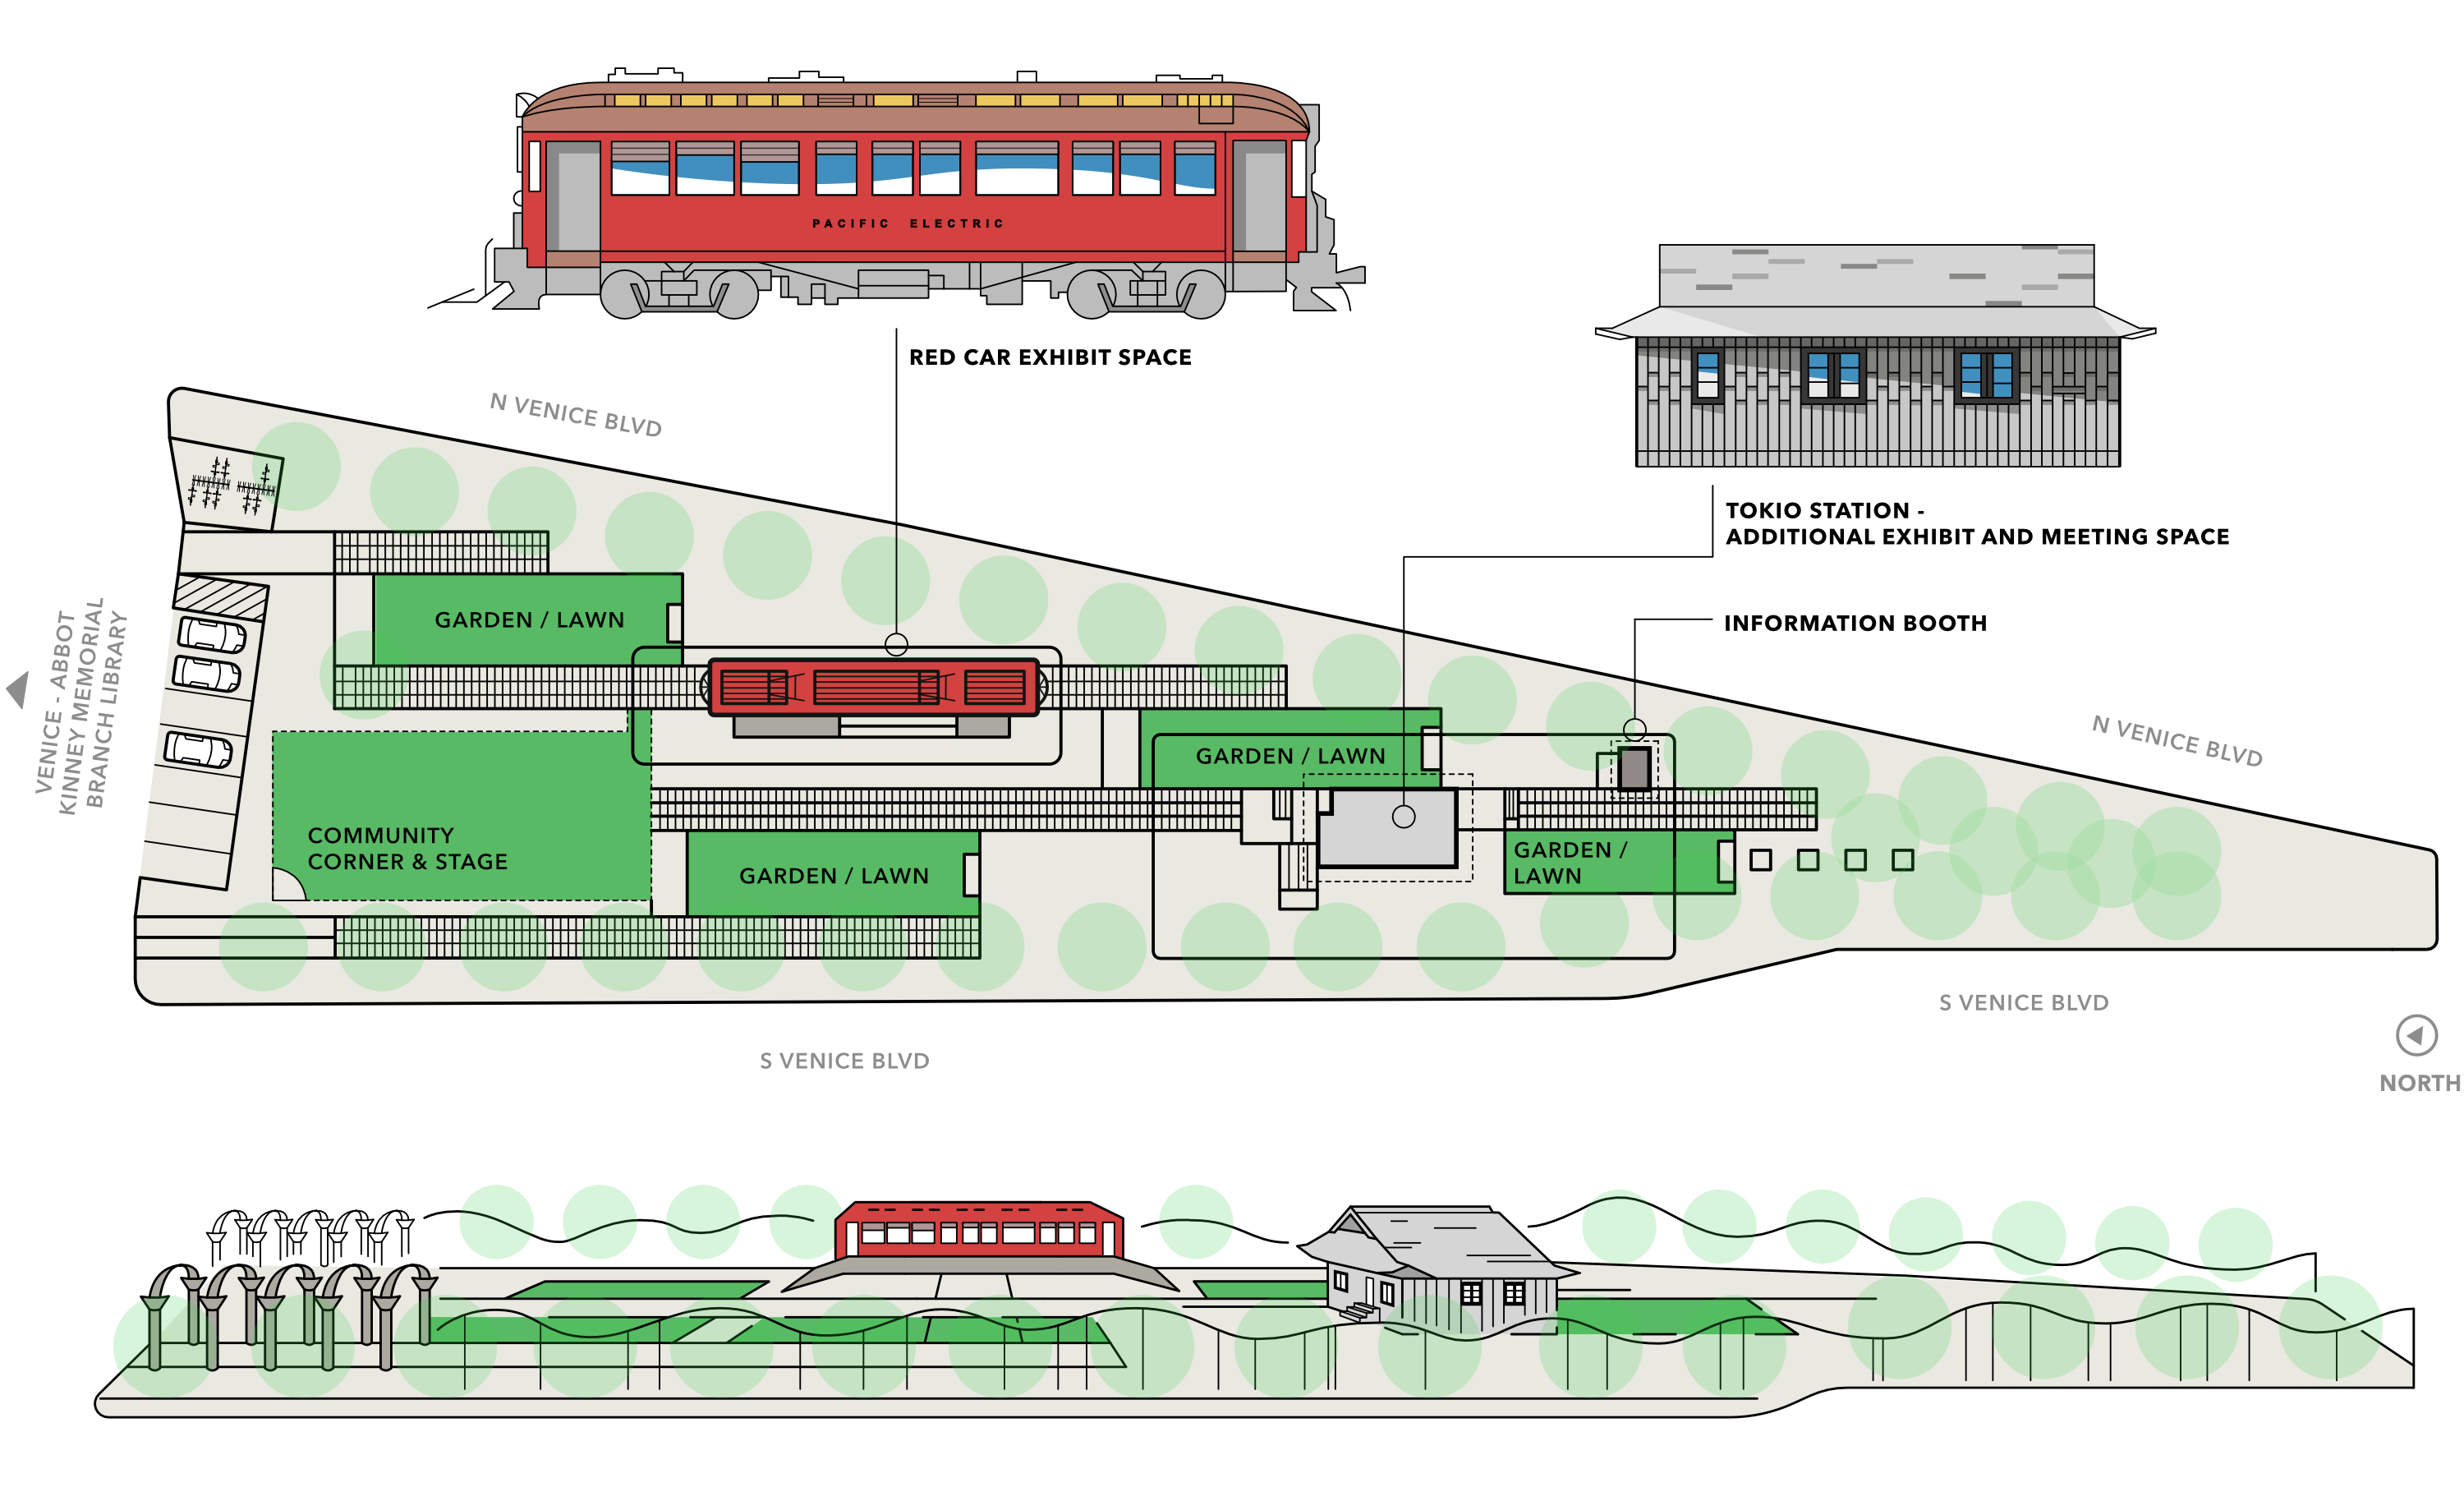 PACIFIC ELECTRIC
RED CAR EXHIBIT SPACE
N VENICE BLVD
TOKIO STATION -
ADDITIONAL EXHIBIT AND MEETING SPACE
INFORMATION BOOTH
GARDEN / LAWN
VENICE - ABBOT
KINNEY MEMORIAL
BRANCH LIBRARY
N VENICE BLVD
GARDEN / LAWN
COMMUNITY
CORNER & STAGE
GARDEN / LAWN
GARDEN /
LAWN
S VENICE BLVD
S VENICE BLVD
NORTH